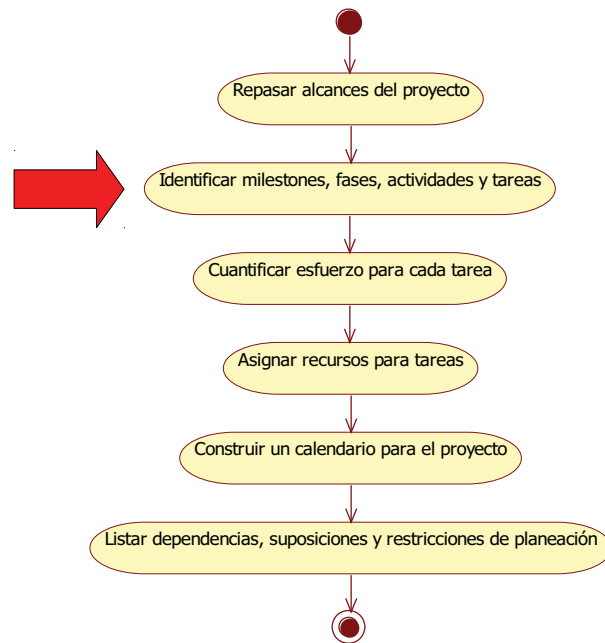 Repasar alcances del proyecto
Identificar milestones, fases, actividades y tareas
Cuantificar esfuerzo para cada tarea
Asignar recursos para tareas
Construir un calendario para el proyecto
Listar dependencias, suposiciones y restricciones de planeación